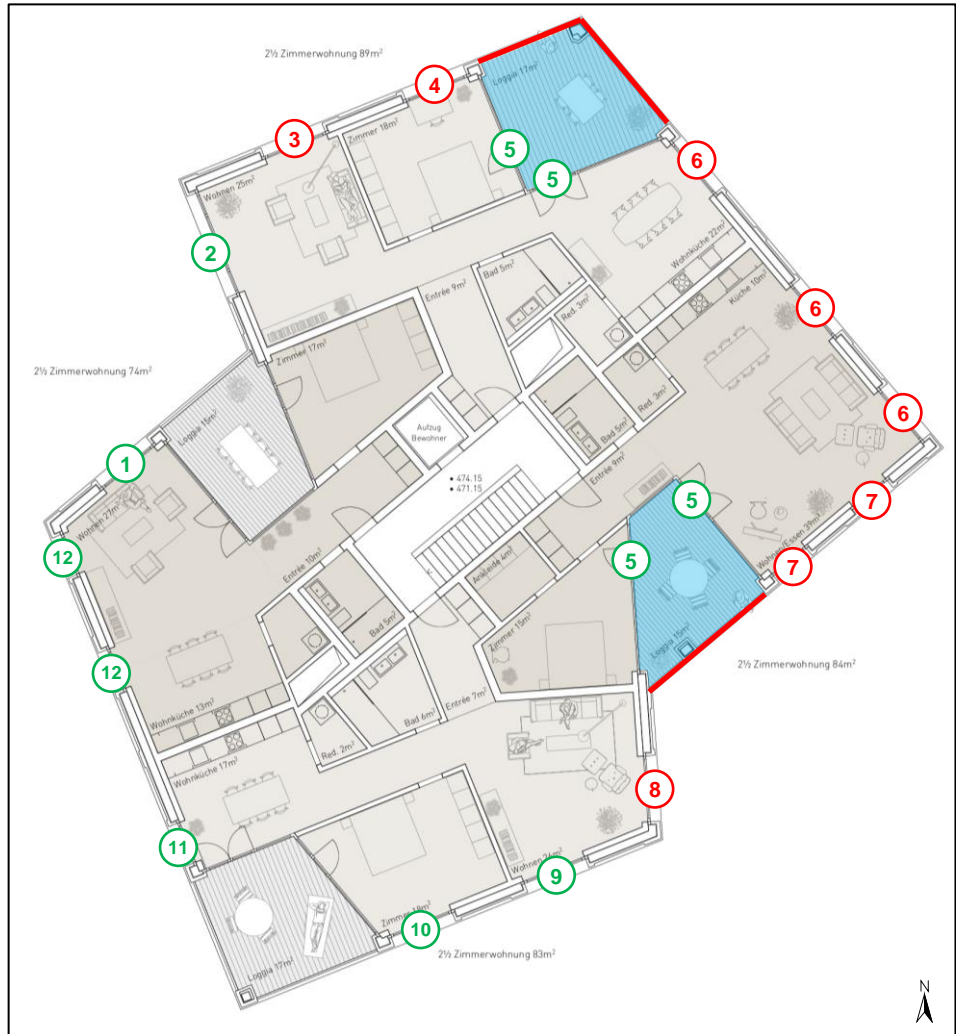 2½ Zimmerwohnung 89m²
Loggia 17m²
4
3
Zimmer 18m²
5
5
6
Wohnen 25m²
2
Wohnküche 22m²
Bad 5m²
Entrée 9m²
Küche 10m²
Red. 3m²
6
Zimmer 17m²
2½ Zimmerwohnung 74m²
Red. 3m²
Loggia 15m²
Aufzug
Bewohner
Bad 5m²
6
1
• 474.15
• 471.15
Entrée 9m²
Wohnen 27m²
5
7
Wohnen/Essen 39m²
12
Entrée 10m²
Ankleide 4m²
5
7
Bad 5m²
Zimmer 15m²
Loggia 15m²
12
2½ Zimmerwohnung 84m²
Wohnküche 13m²
Bad 6m²
Entrée 7m²
Red. 2m²
Wohnküche 17m²
8
11
Wohnen 26m²
9
Zimmer 18m²
10
2½ Zimmerwohnung 83m²
Loggia 17m²
N